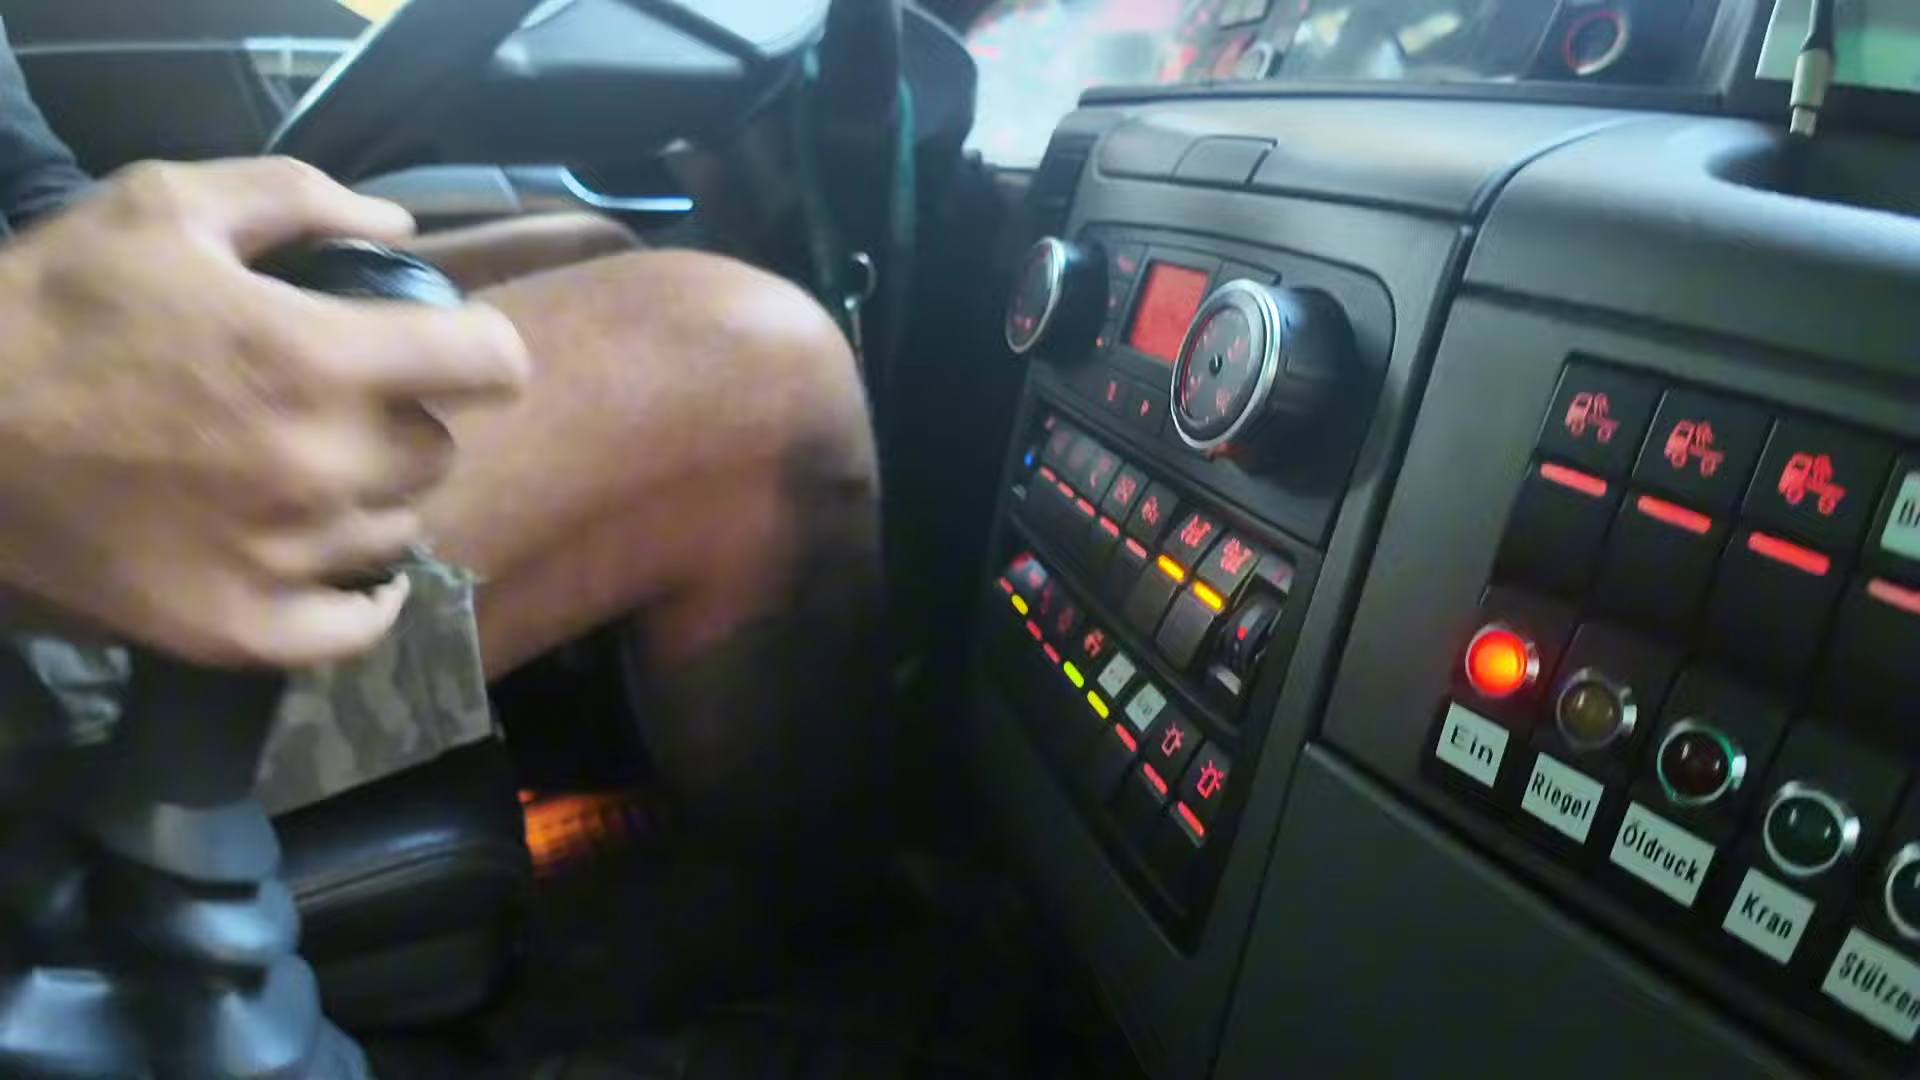 Ein
Riegel
Öldruck
Kran
Stützen